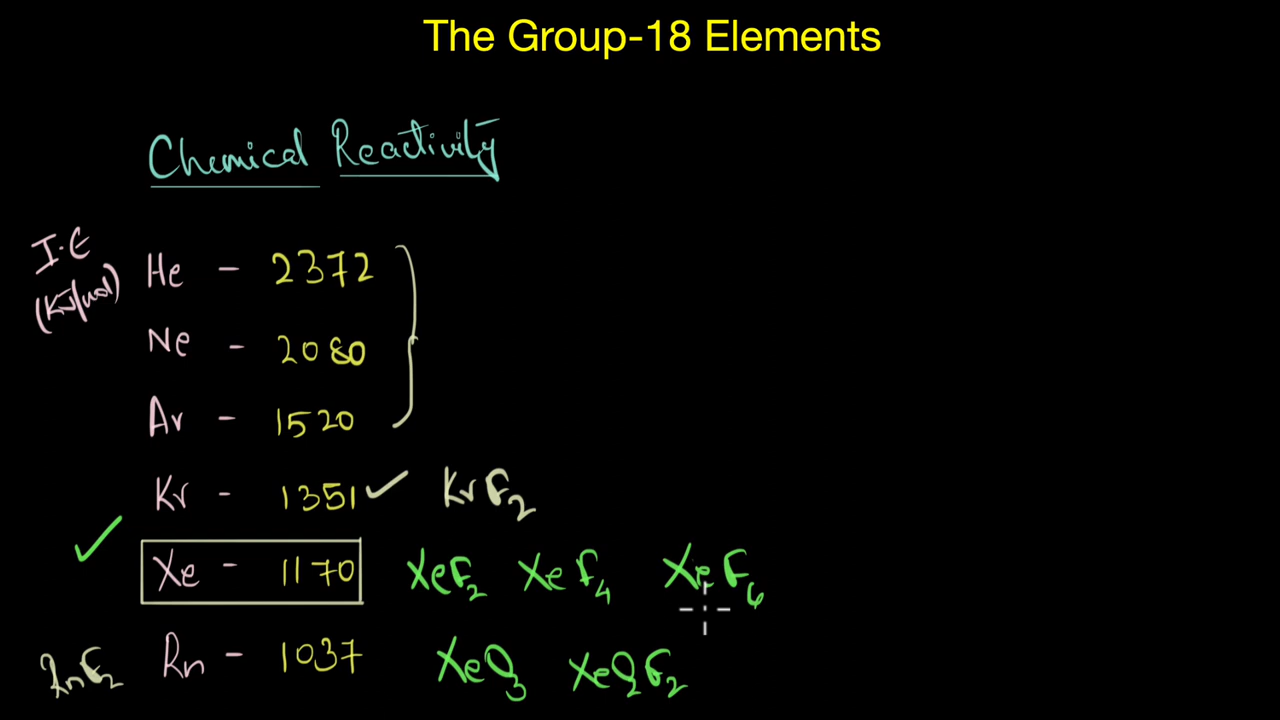 The Group-18 Elements
Chemical Reactivity
I.E
(KJ/mol)
He - 2372
Ne - 2080
Ar - 1520
Kr - 1351 ✓ KrF₂
✓ Xe - 1170 XeF₂ XeF₄ XeF₆
RnF₂ Rn - 1037 XeO₃ XeO₂F₂